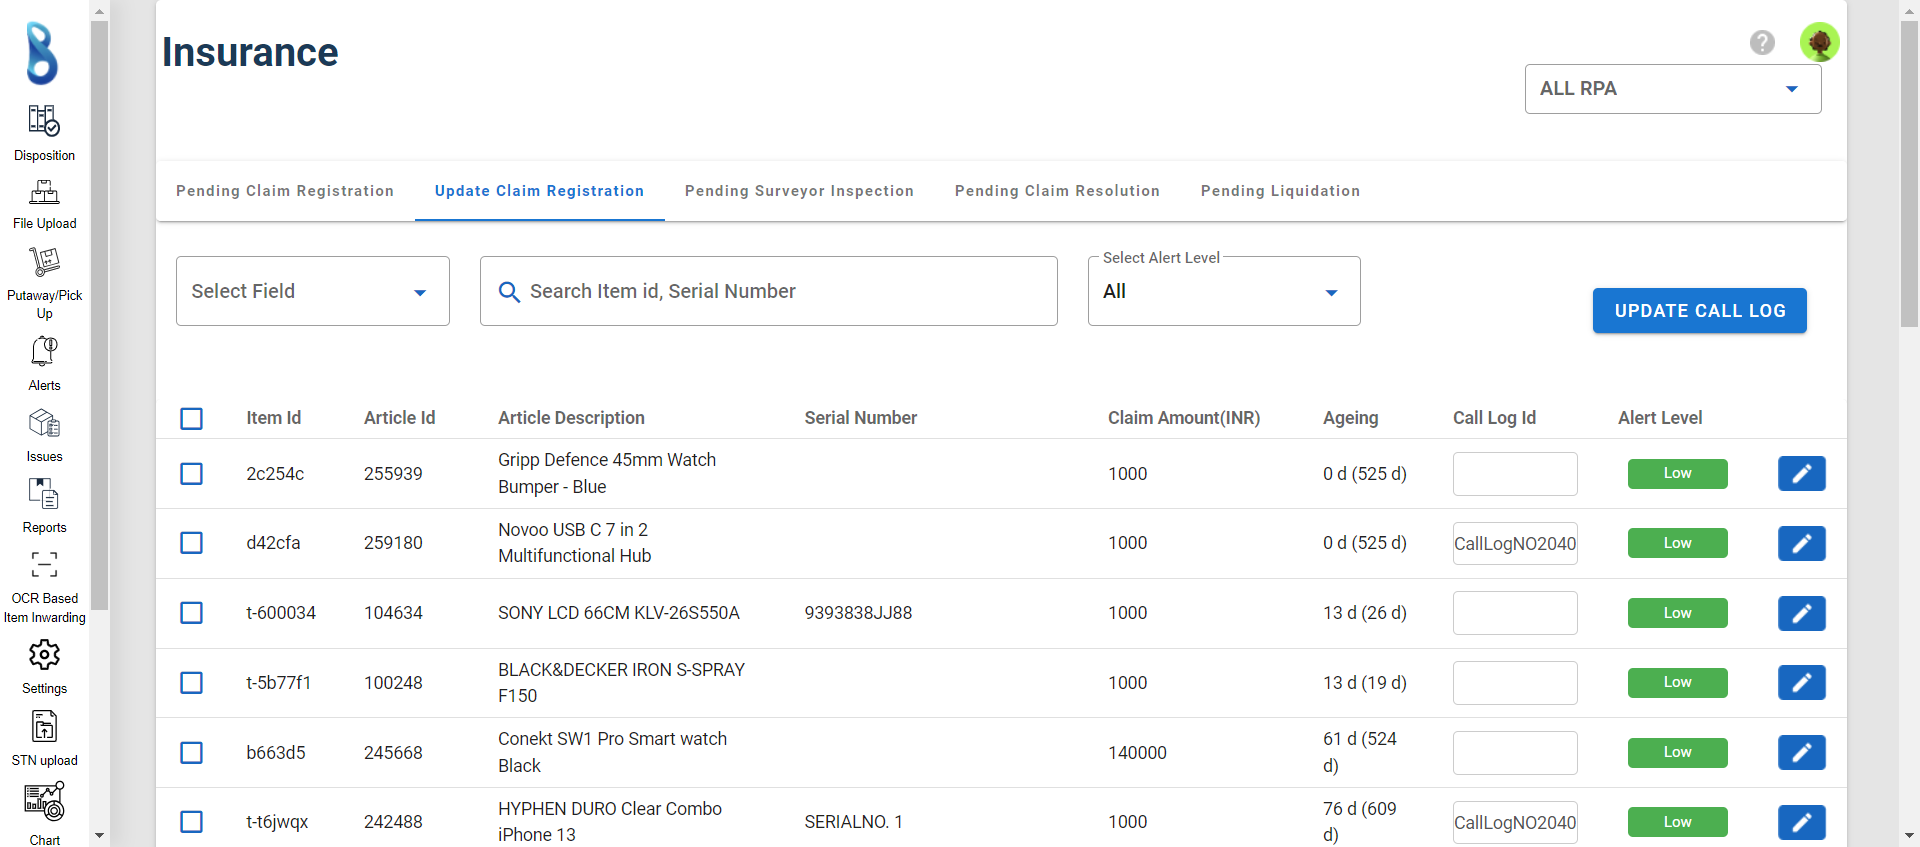 Insurance
ALL RPA
Disposition
File Upload
Putaway/Pick
Up
Alerts
Issues
Reports
OCR Based
Item Inwarding
Settings
STN upload
Chart
Pending Claim Registration
Update Claim Registration
Pending Surveyor Inspection
Pending Claim Resolution
Pending Liquidation
Select Field
Search Item id, Serial Number
Select Alert Level
All
UPDATE CALL LOG
Item Id Article Id Article Description Serial Number Claim Amount(INR) Ageing Call Log Id Alert Level
2c254c 255939 Gripp Defence 45mm Watch 1000 0 d (525 d) Low
Bumper - Blue
d42cfa 259180 Novoo USB C 7 in 2 1000 0 d (525 d) CallLogNO2040 Low
Multifunctional Hub
t-600034 104634 SONY LCD 66CM KLV-26S550A 9393838JJ88 1000 13 d (26 d) Low
t-5b77f1 100248 BLACK&DECKER IRON S-SPRAY 1000 13 d (19 d) Low
F150
b663d5 245668 Conekt SW1 Pro Smart watch 140000 61 d (524 Low
Black d)
t-t6jwqx 242488 HYPHEN DURO Clear Combo SERIALNO. 1 1000 76 d (609 CallLogNO2040 Low
iPhone 13 d)